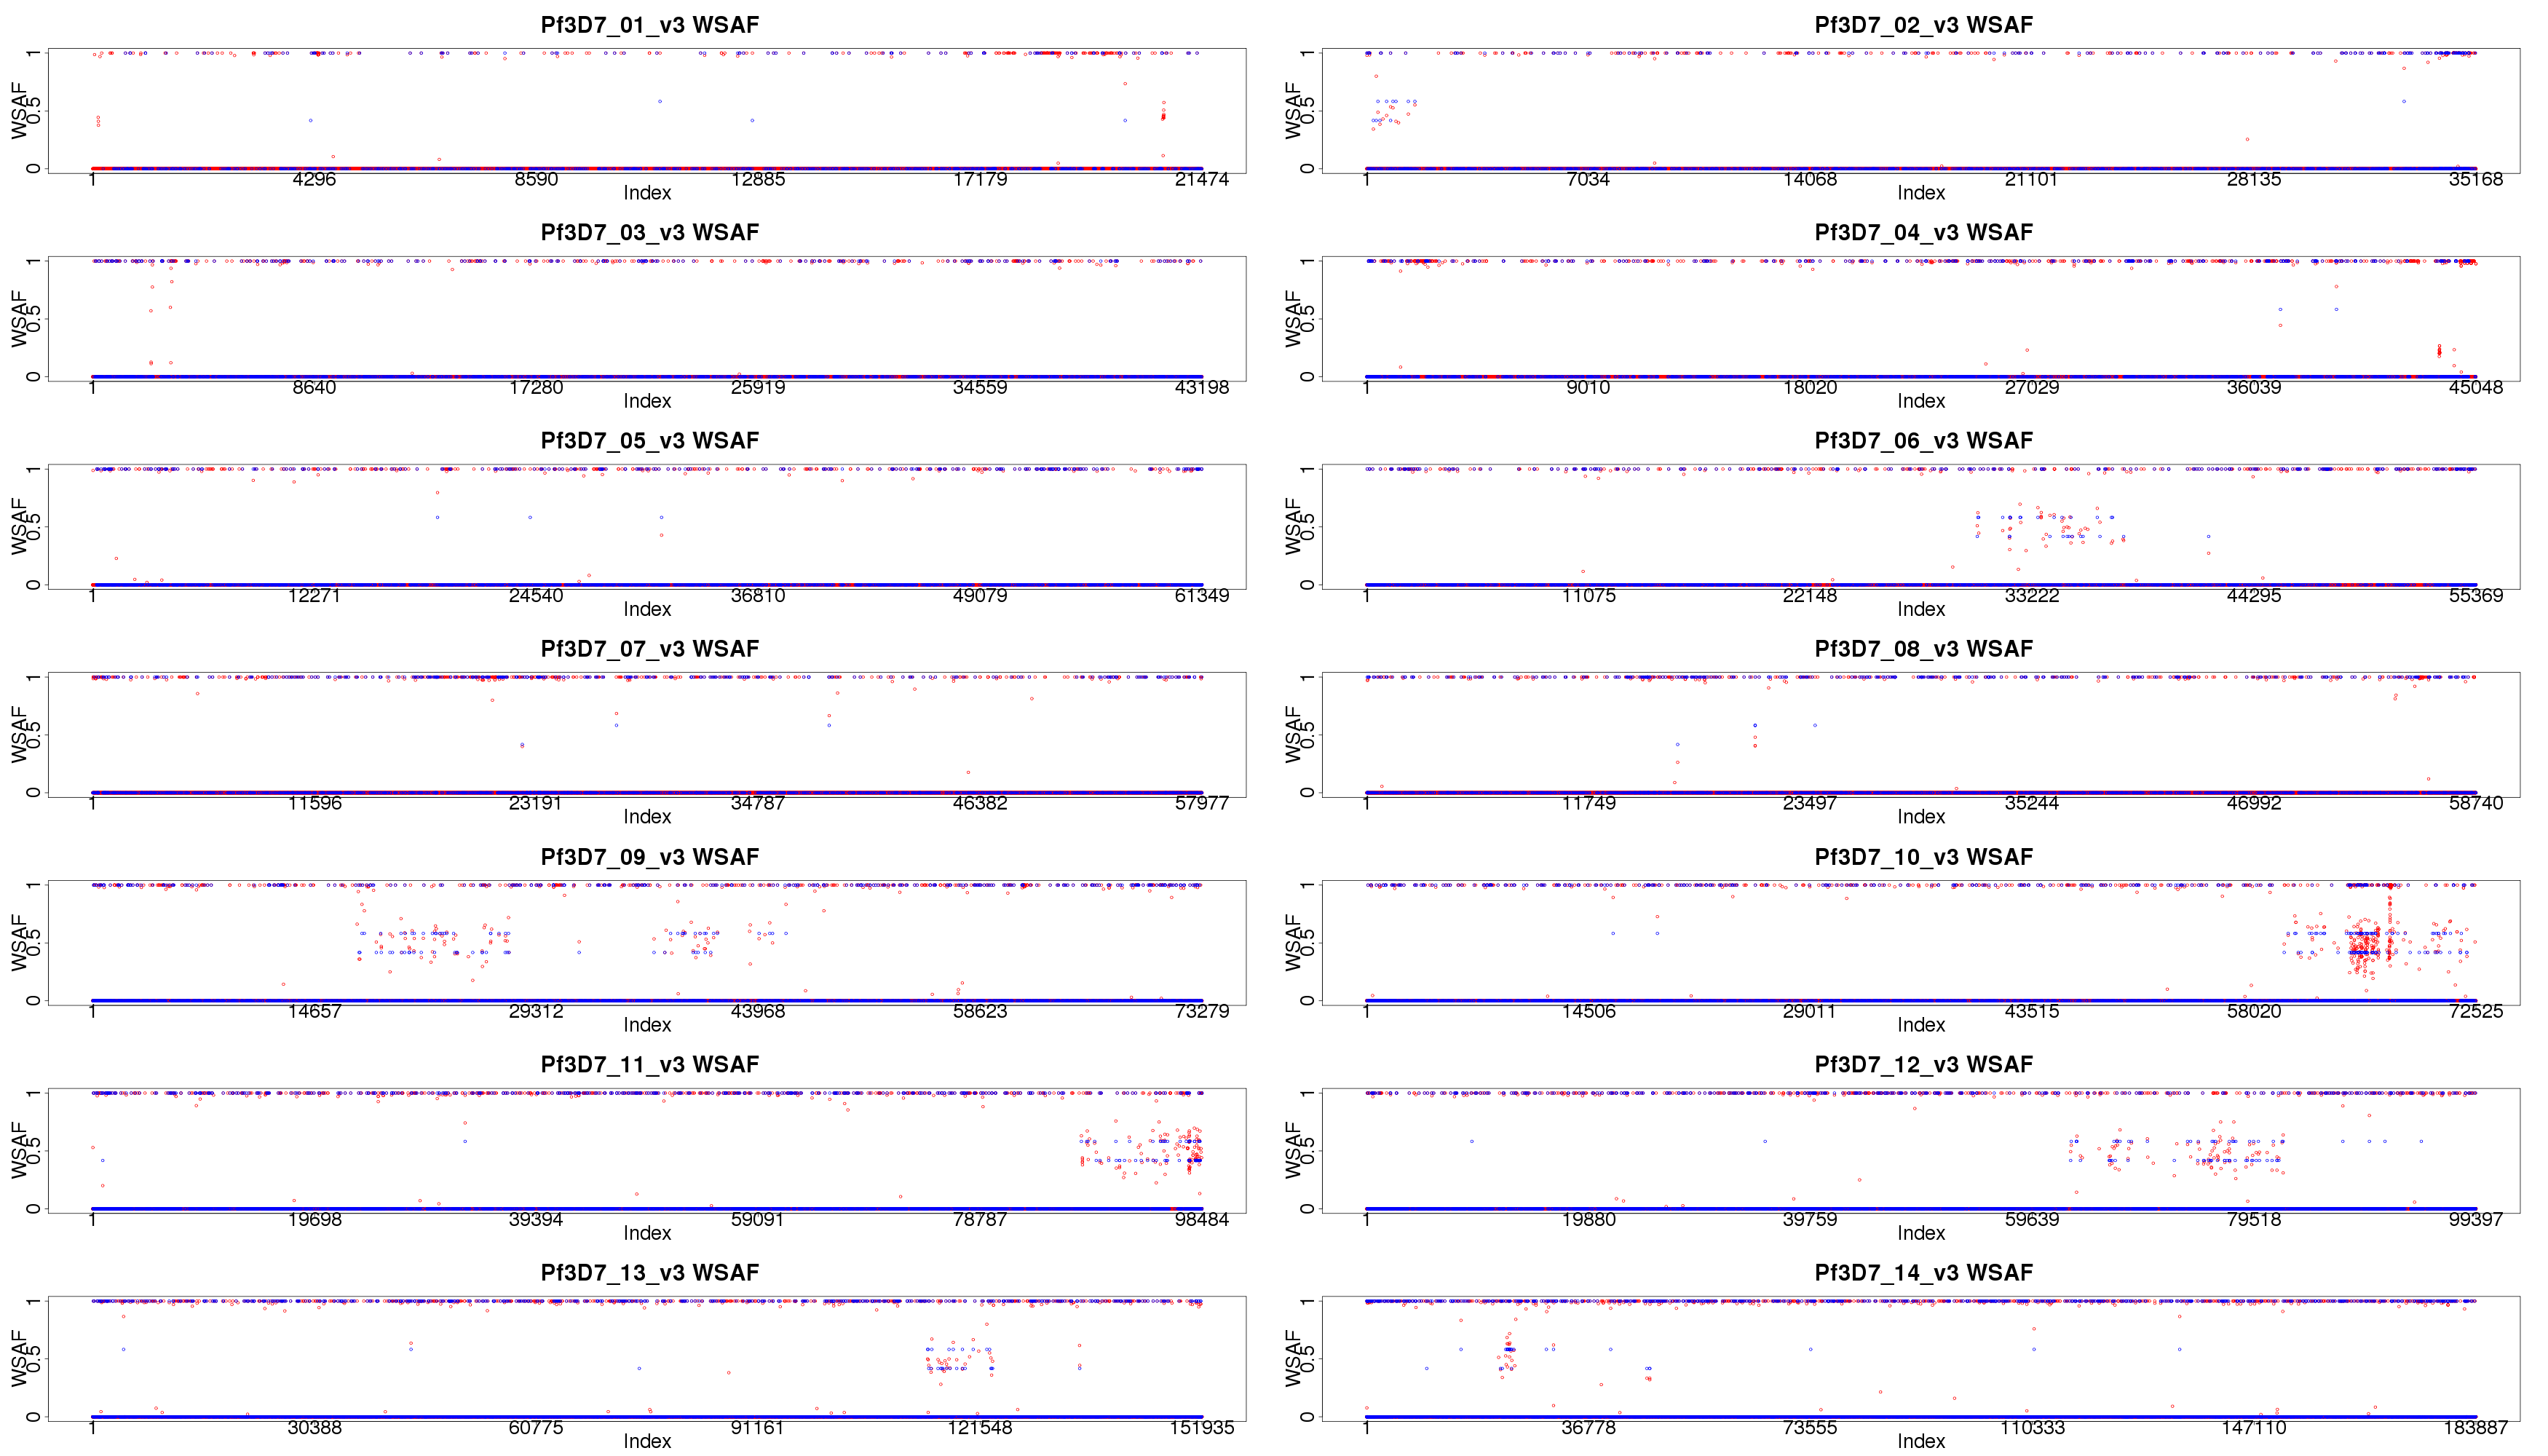 Pf3D7_01_v3 WSAF
WSAF
0 0.5 1
1 4296 8590 12885 17179 21474
Index
Pf3D7_02_v3 WSAF
WSAF
0 0.5 1
1 7034 14068 21101 28135 35168
Index
Pf3D7_03_v3 WSAF
WSAF
0 0.5 1
1 8640 17280 25919 34559 43198
Index
Pf3D7_04_v3 WSAF
WSAF
0 0.5 1
1 9010 18020 27029 36039 45048
Index
Pf3D7_05_v3 WSAF
WSAF
0 0.5 1
1 12271 24540 36810 49079 61349
Index
Pf3D7_06_v3 WSAF
WSAF
0 0.5 1
1 11075 22148 33222 44295 55369
Index
Pf3D7_07_v3 WSAF
WSAF
0 0.5 1
1 11596 23191 34787 46382 57977
Index
Pf3D7_08_v3 WSAF
WSAF
0 0.5 1
1 11749 23497 35244 46992 58740
Index
Pf3D7_09_v3 WSAF
WSAF
0 0.5 1
1 14657 29312 43968 58623 73279
Index
Pf3D7_10_v3 WSAF
WSAF
0 0.5 1
1 14506 29011 43515 58020 72525
Index
Pf3D7_11_v3 WSAF
WSAF
0 0.5 1
1 19698 39394 59091 78787 98484
Index
Pf3D7_12_v3 WSAF
WSAF
0 0.5 1
1 19880 39759 59639 79518 99397
Index
Pf3D7_13_v3 WSAF
WSAF
0 0.5 1
1 30388 60775 91161 121548 151935
Index
Pf3D7_14_v3 WSAF
WSAF
0 0.5 1
1 36778 73555 110333 147110 183887
Index